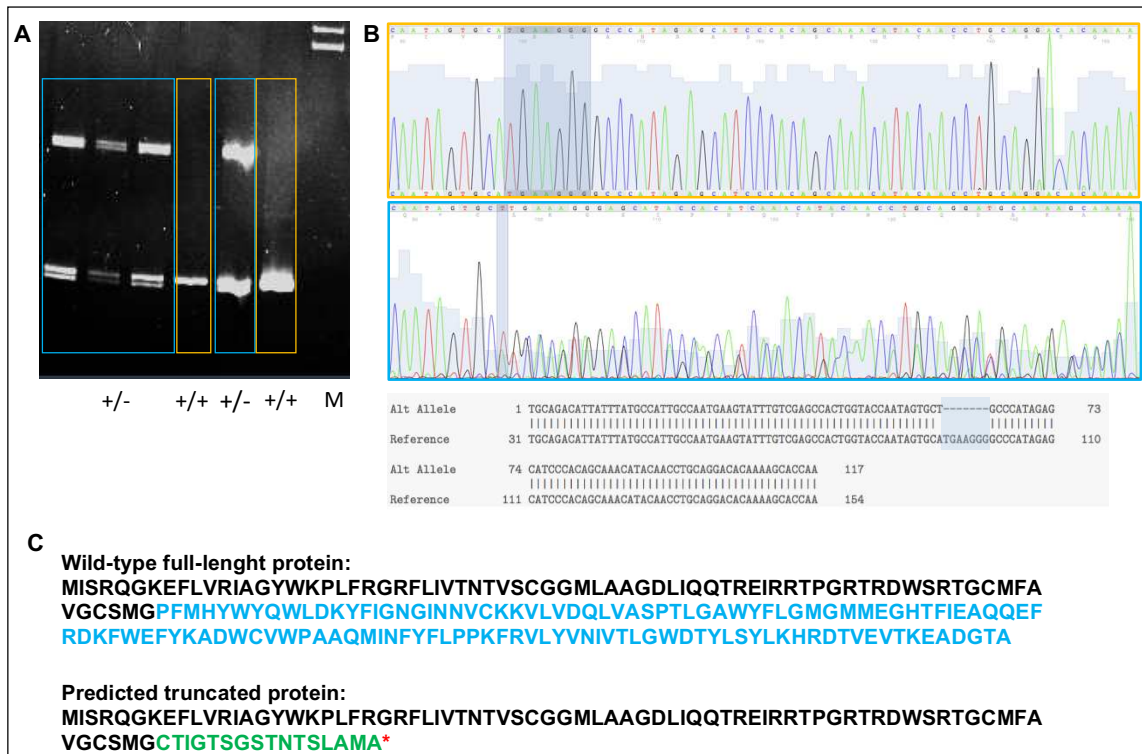 A
+/-
+/+
+/-
+/+
M
B
CAATAGTGCATGAAGGGGCCCATAGAGCATCCCACAGCAAACATACAACCTGCAGGACACAAAA
Alt Allele 1 TGCAGACATTATTTATGCCATTGCCAATGAAGTATTTGTCGAGCCACTGGTACCAATAGTGCT-------GCCCATAGAG 73
Reference 31 TGCAGACATTATTTATGCCATTGCCAATGAAGTATTTGTCGAGCCACTGGTACCAATAGTGCATGAAGGGGCCCATAGAG 110
Alt Allele 74 CATCCCACAGCAAACATACAACCTGCAGGACACAAAAGCACCAA 117
Reference 111 CATCCCACAGCAAACATACAACCTGCAGGACACAAAAGCACCAA 154
C
Wild-type full-lenght protein:
MISRQGKEFLVRIAGYWKPLFRGRFLIVTNTVSCGGMLAAGDLIQQTREIRRTPGRTRDWSRTGCMFA
VGCSMGPFMHYWYQWLDKYFIGNGINNVCKKVLVDQLVASPTLGAWYFLGMGMMEGHTFIEAQQEF
RDKFWEFYKADWCVWPAAQMINFYFLPPKFRVLYVNIVTLGWDTYLSYLKHRDTVEVTKEADGTA
Predicted truncated protein:
MISRQGKEFLVRIAGYWKPLFRGRFLIVTNTVSCGGMLAAGDLIQQTREIRRTPGRTRDWSRTGCMFA
VGCSMGCTIGTSGSTNTSLAMA*